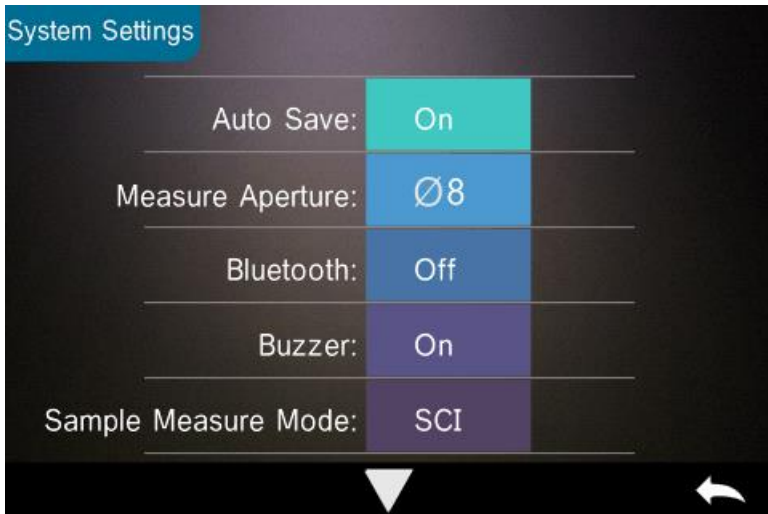 System Settings
Auto Save: On
Measure Aperture: Ø8
Bluetooth: Off
Buzzer: On
Sample Measure Mode: SCI